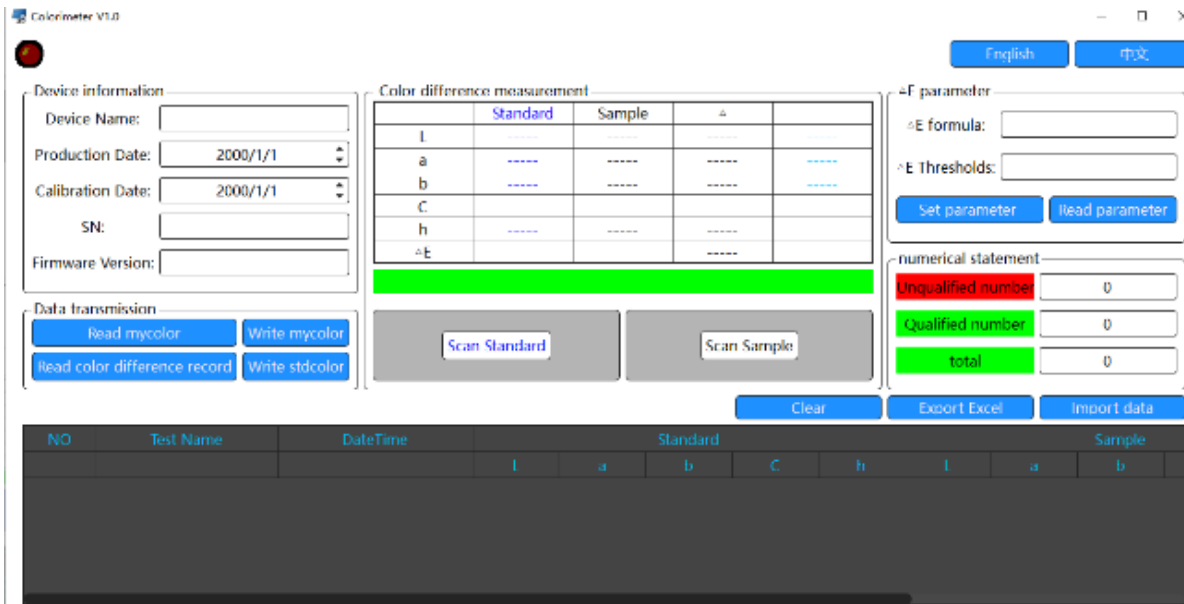 Colorimeter V1.0
English 中文
Device information
Device Name:
Production Date: 2000/1/1
Calibration Date: 2000/1/1
SN:
Firmware Version:
Data transmission
Read mycolor Write mycolor
Read color difference record Write stdcolor
Color difference measurement
Standard Sample △
L ----- ----- ----- -----
a ----- ----- ----- -----
b ----- ----- ----- -----
C
h ----- ----- -----
△E -----
Scan Standard Scan Sample
△E parameter
△E formula:
△E Thresholds:
Set parameter Read parameter
numerical statement
Unqualified number 0
Qualified number 0
total 0
Clear Export Excel Import data
NO Test Name DateTime Standard Sample
L a b C h L a b